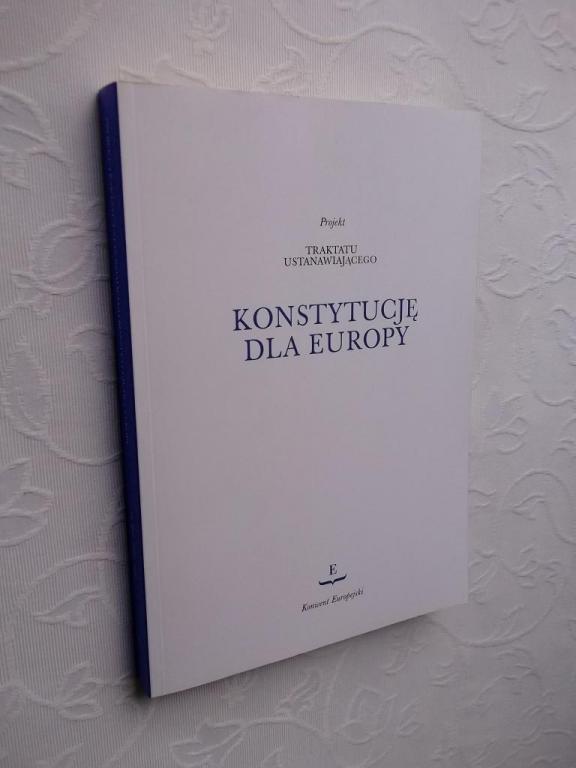 Projekt
TRAKTATU
USTANAWIAJĄCEGO
KONSTYTUCJĘ
DLA EUROPY
E
Konwent Europejski